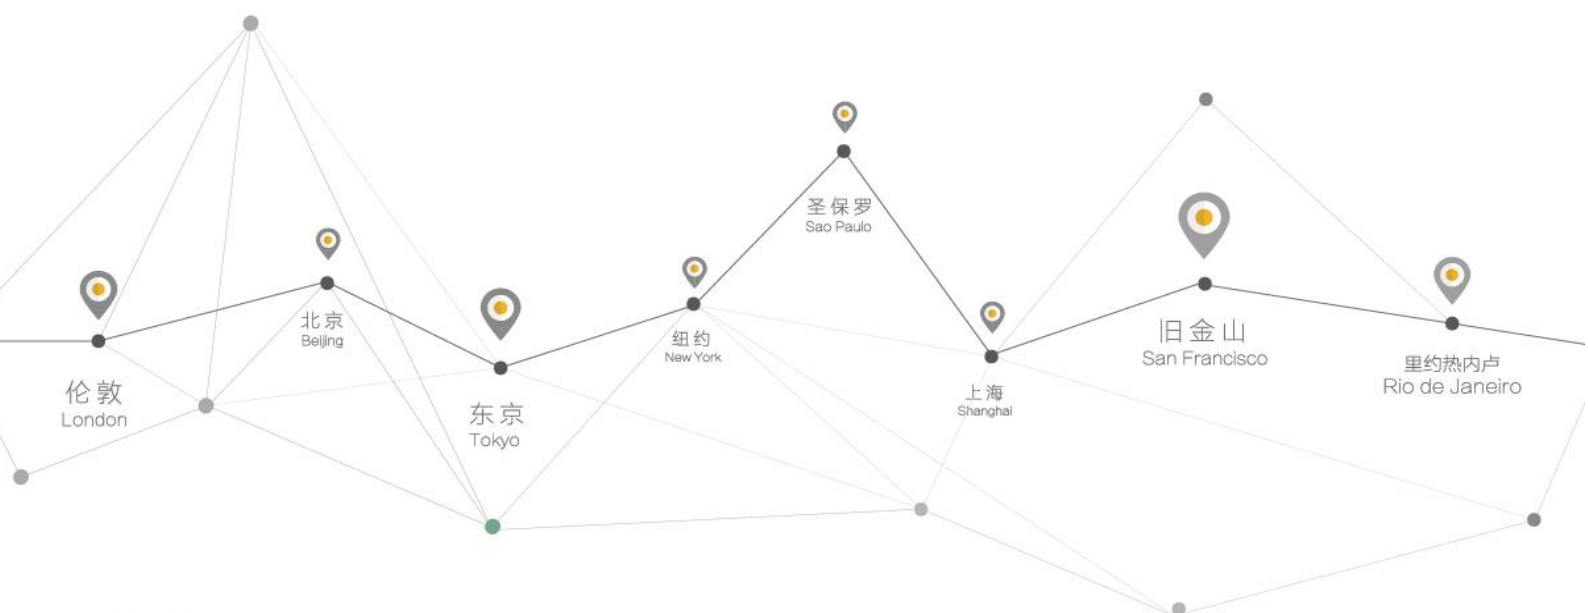 伦敦
London
北京
Beijing
东京
Tokyo
纽约
New York
圣保罗
Sao Paulo
上海
Shanghai
旧金山
San Francisco
里约热内卢
Rio de Janeiro